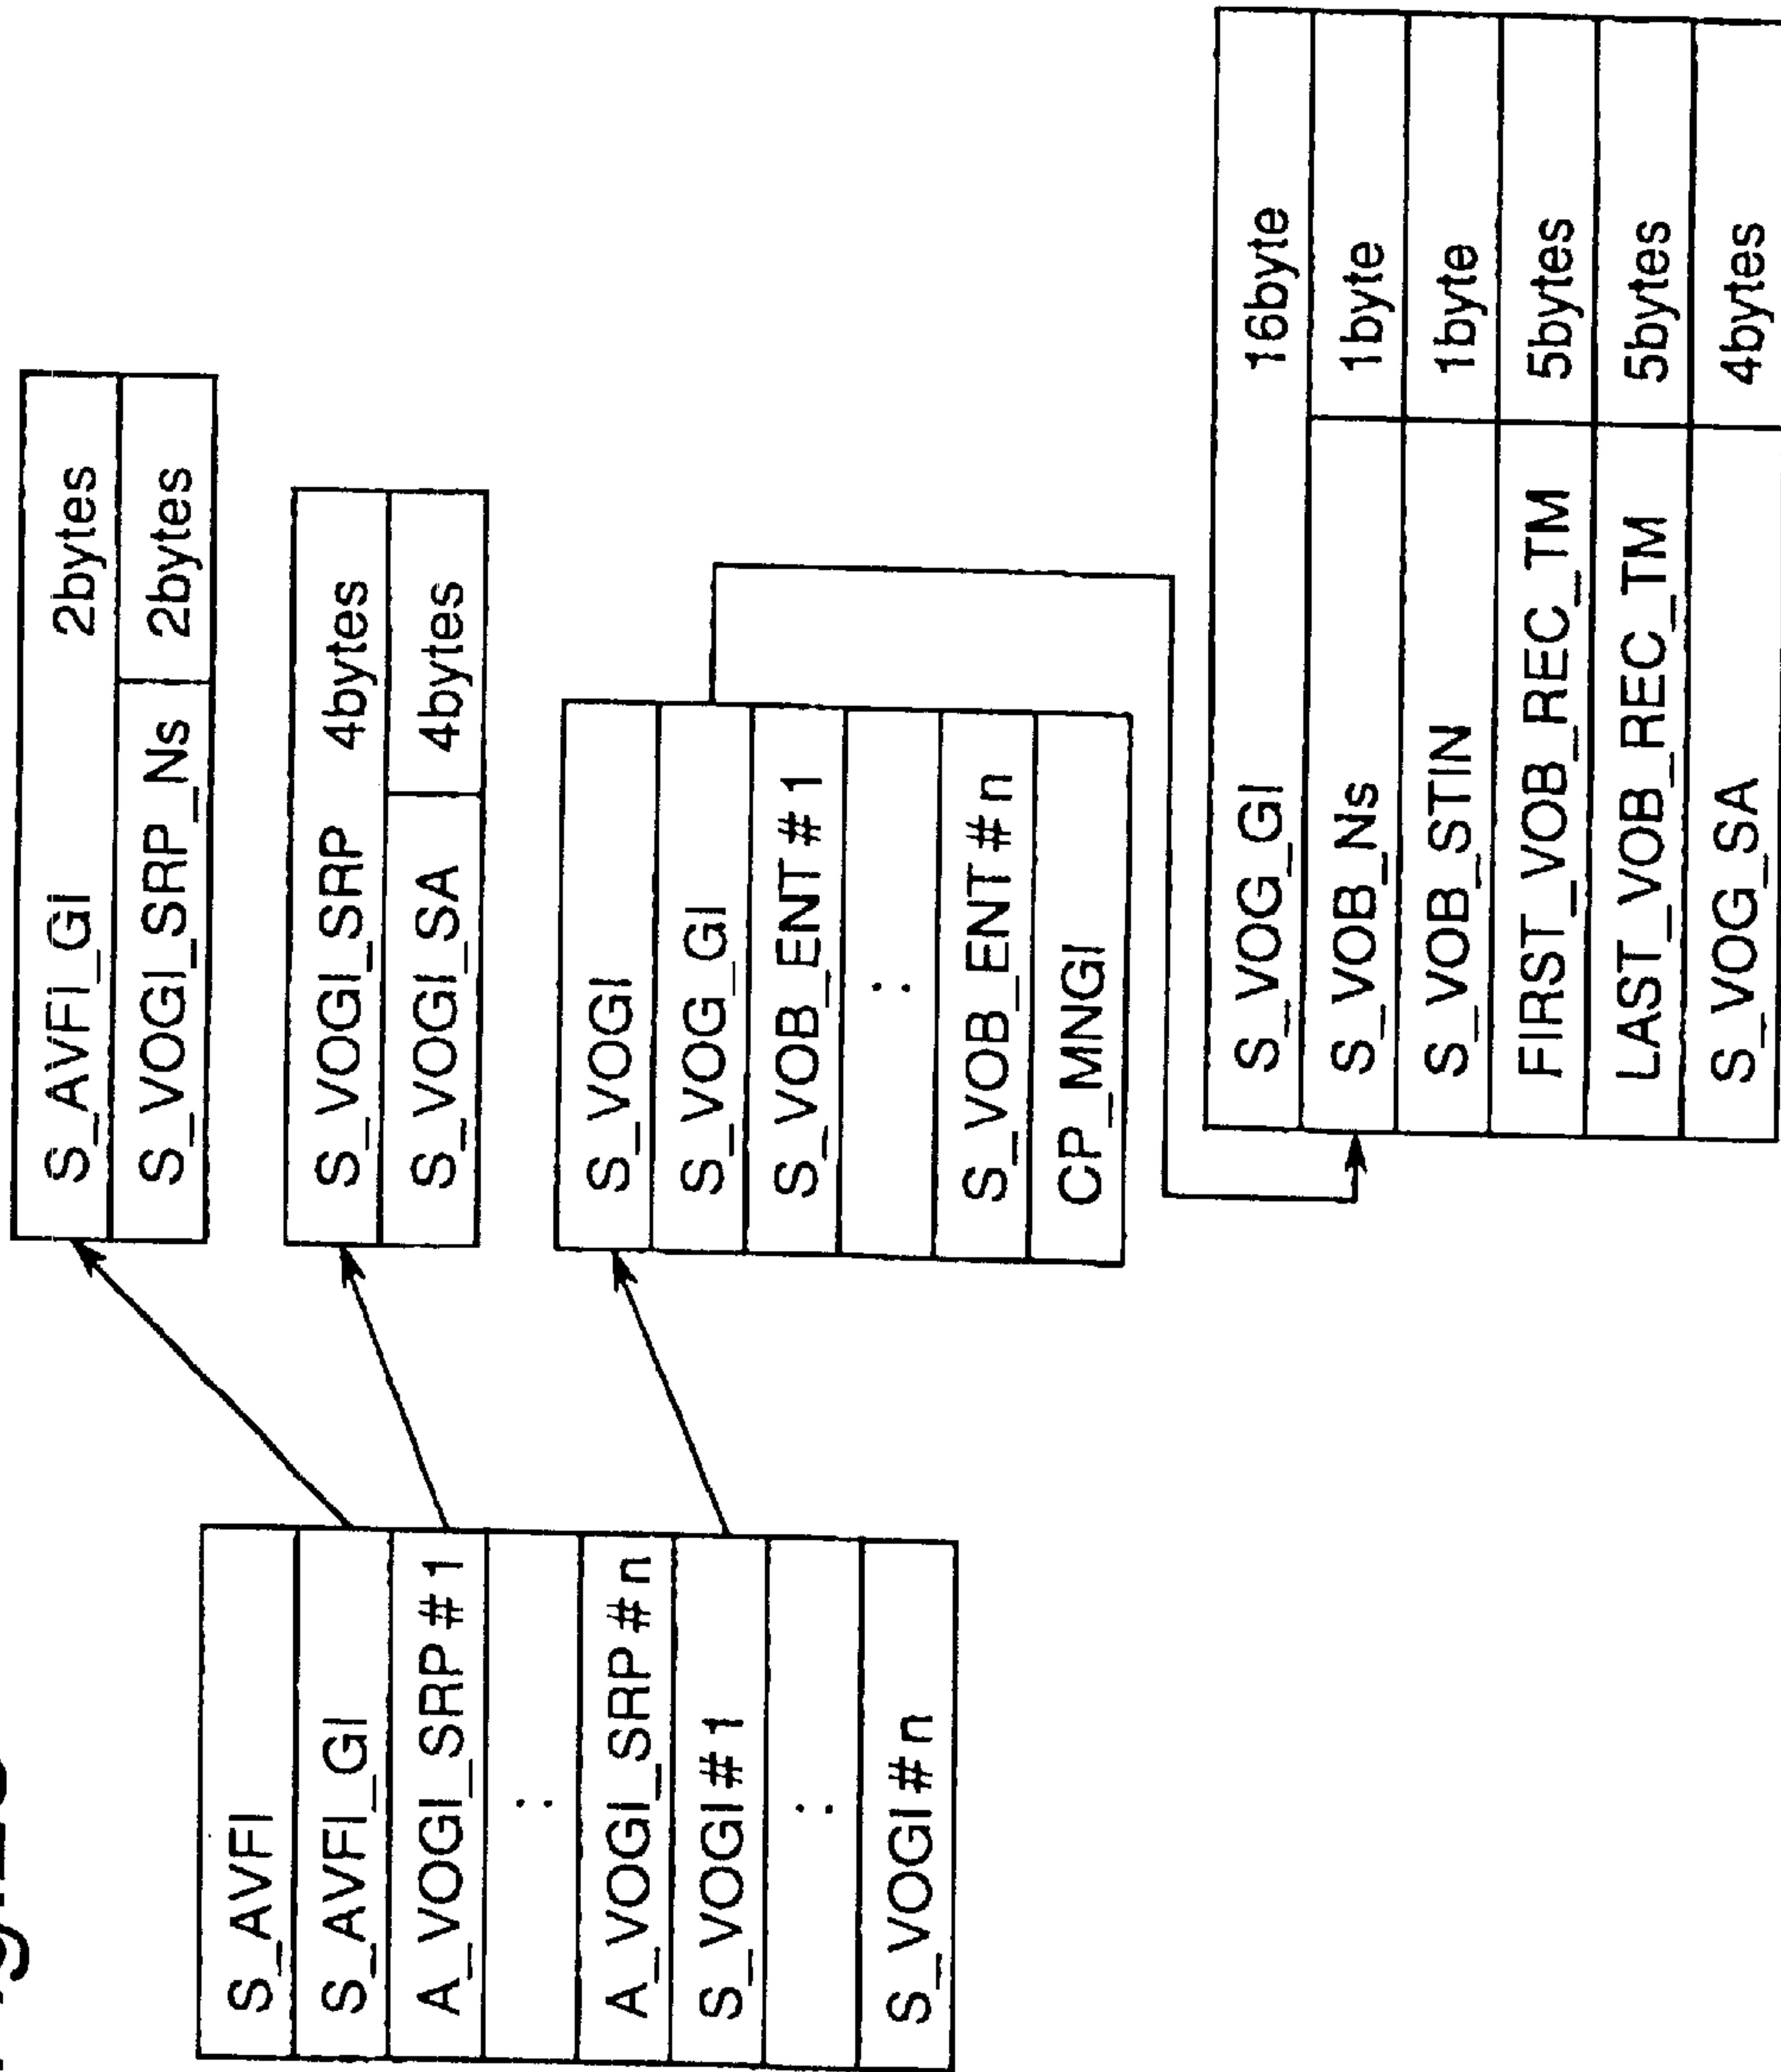 S_AVFI
S_AVFI_GI
A_VOGI_SRP#1
:
A_VOGI_SRP#n
S_VOGI#1
:
S_VOGI#n
S_AVFI_GI 2bytes
S_VOGI_SRP_Ns 2bytes
S_VOGI_SRP 4bytes
S_VOGI_SA 4bytes
S_VOGI
S_VOG_GI
S_VOB_ENT#1
:
S_VOB_ENT#n
CP_MNGI
S_VOG_GI 16byte
S_VOB_Ns 1byte
S_VOB_STIN 1byte
FIRST_VOB_REC_TM 5bytes
LAST_VOB_REC_TM 5bytes
S_VOG_SA 4bytes